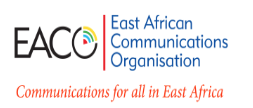 EACO
East African
Communications
Organisation
Communications for all in East Africa